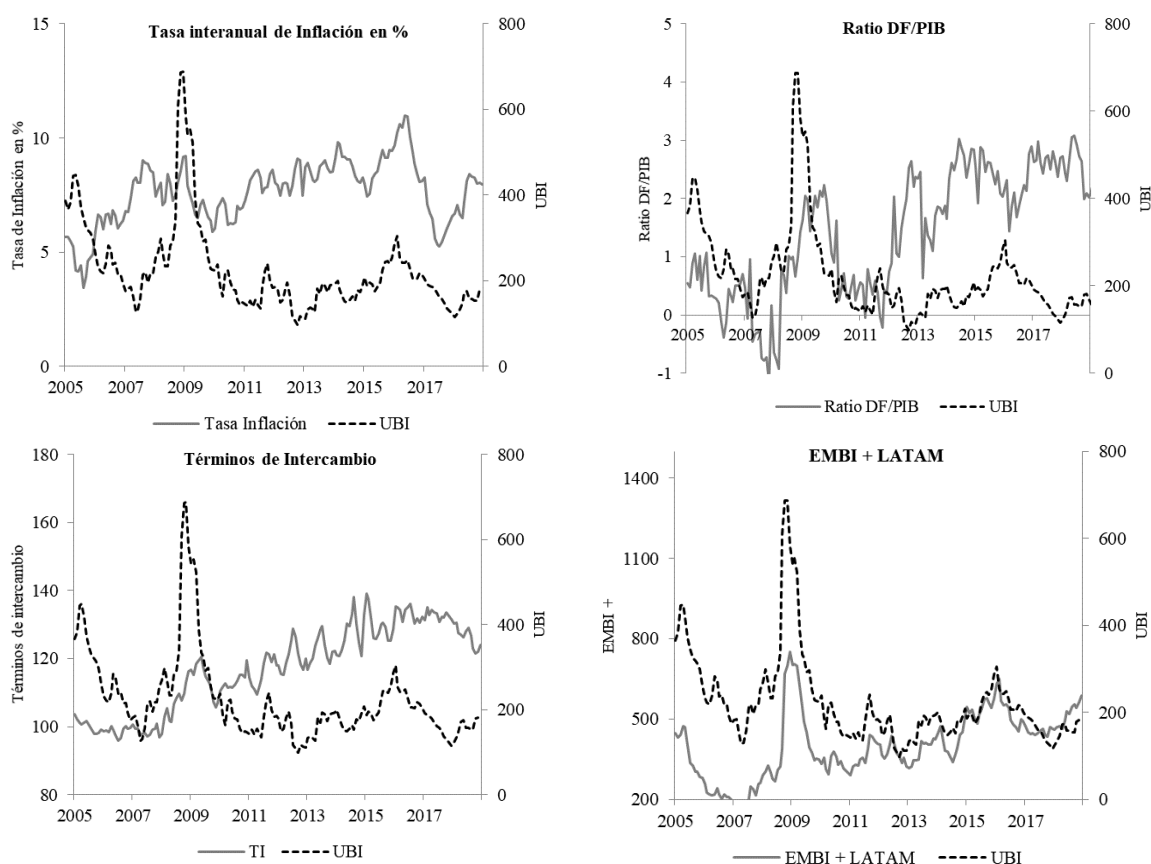 Tasa interanual de Inflación en %
15
10
5
0
Tasa de Inflación en %
800
600
400
200
0
UBI
2005 2007 2009 2011 2013 2015 2017
Tasa Inflación UBI
Ratio DF/PIB
5
4
3
2
1
0
-1
Ratio DF/PIB
800
600
400
200
0
UBI
2005 2007 2009 2011 2013 2015 2017
Ratio DF/PIB UBI
Términos de Intercambio
180
160
140
120
100
80
Términos de intercambio
800
600
400
200
0
UBI
2005 2007 2009 2011 2013 2015 2017
TI UBI
EMBI + LATAM
1400
1100
800
500
200
EMBI +
800
600
400
200
0
UBI
2005 2007 2009 2011 2013 2015 2017
EMBI + LATAM UBI